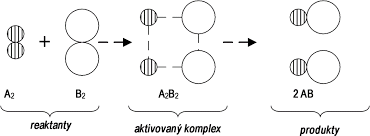 +
A₂ B₂ A₂B₂ 2 AB
reaktanty aktivovaný komplex produkty